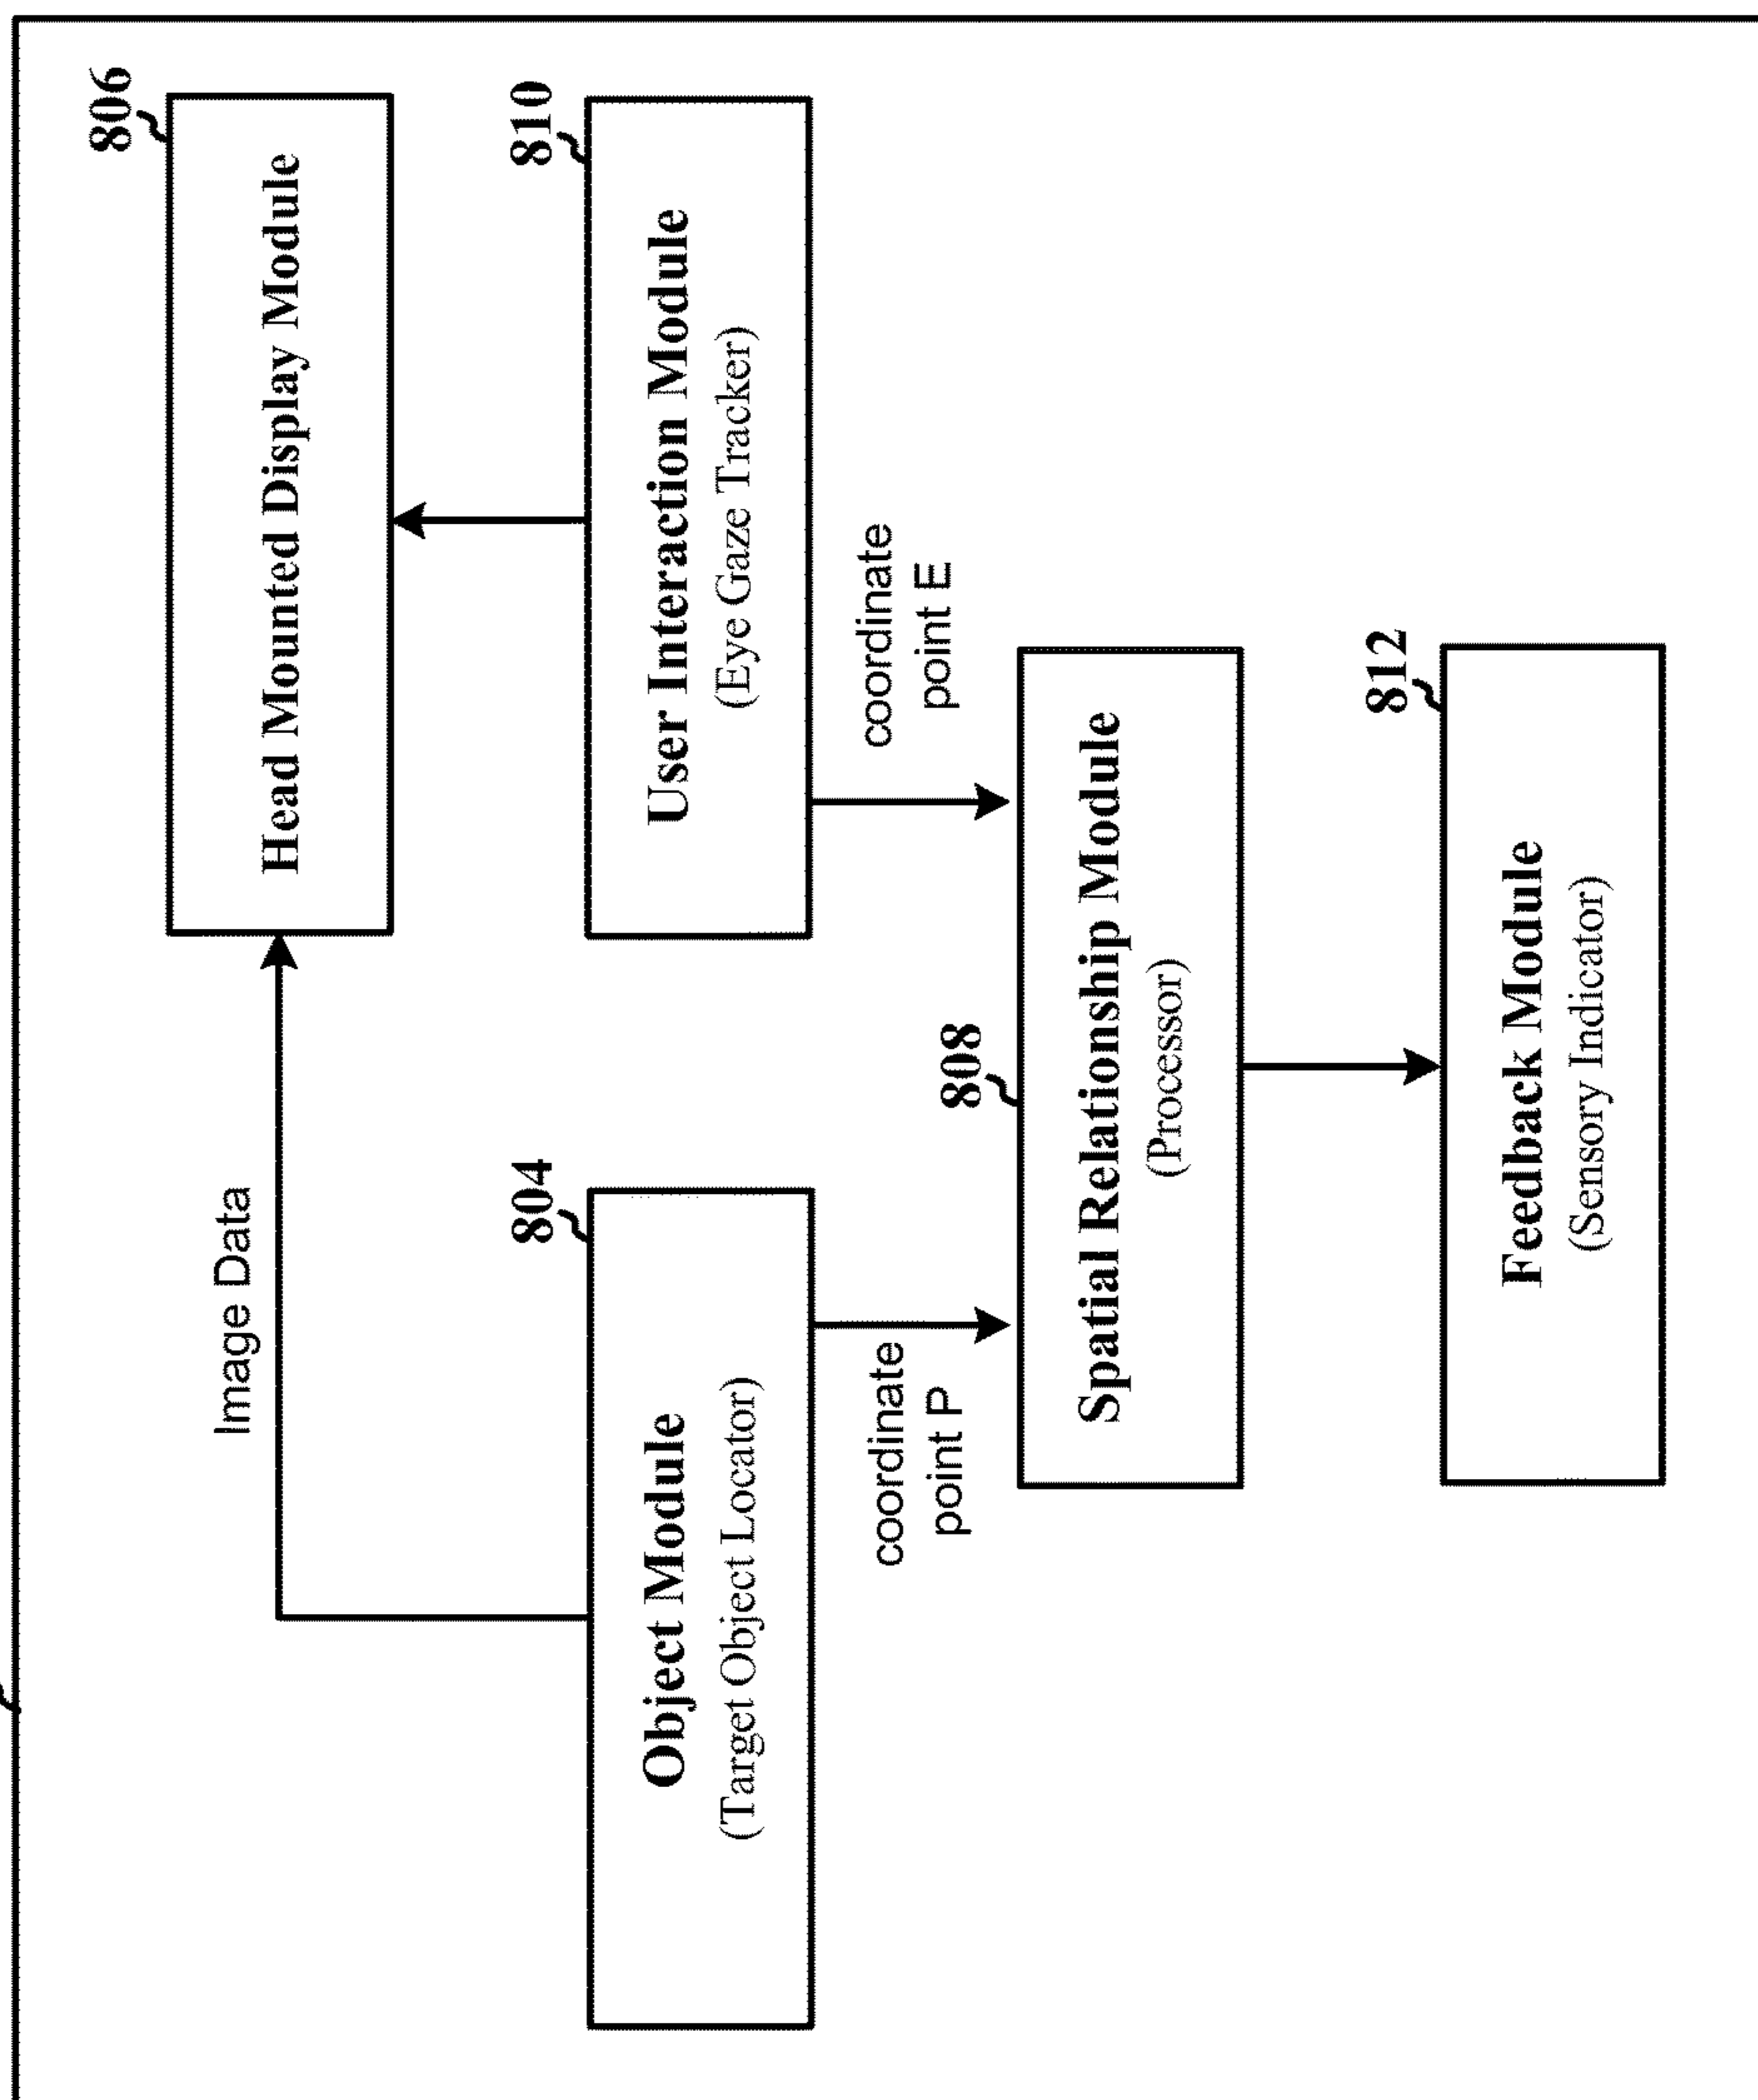 806
Head Mounted Display Module
Image Data
804
Object Module
(Target Object Locator)
810
User Interaction Module
(Eye Gaze Tracker)
coordinate
point P
coordinate
point E
808
Spatial Relationship Module
(Processor)
812
Feedback Module
(Sensory Indicator)